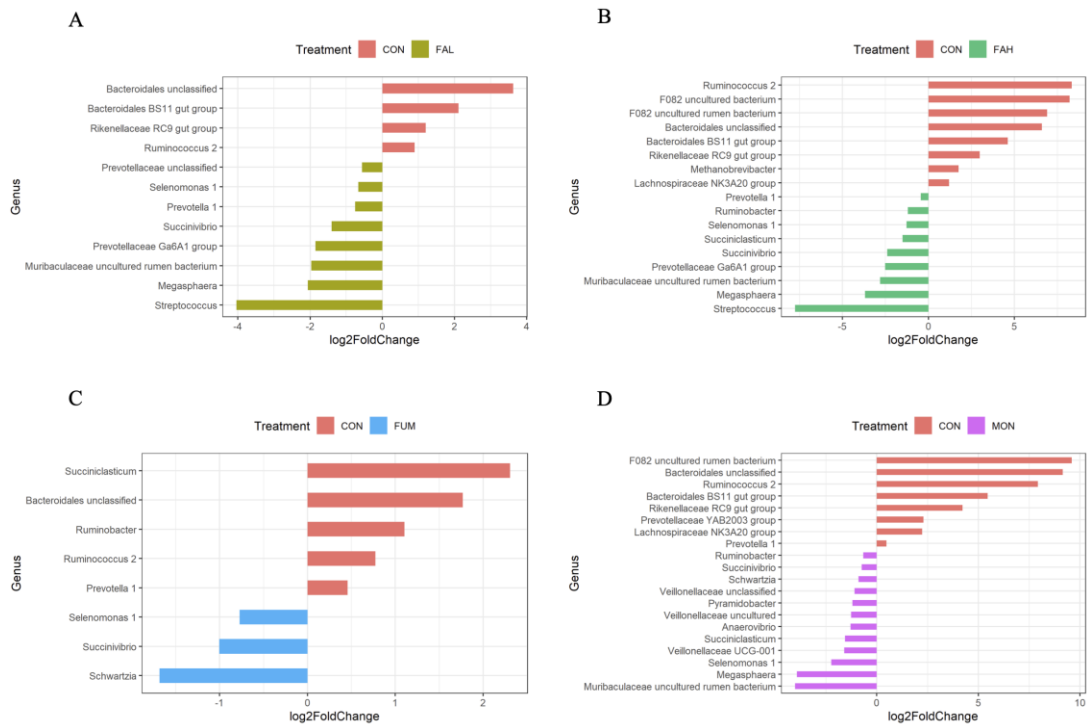 A
Treatment CON FAL
Bacteroidales unclassified
Bacteroidales BS11 gut group
Rikenellaceae RC9 gut group
Ruminococcus 2
Prevotellaceae unclassified
Selenomonas 1
Prevotella 1
Succinivibrio
Prevotellaceae Ga6A1 group
Muribaculaceae uncultured rumen bacterium
Megasphaera
Streptococcus
Genus
-4 -2 0 2 4
log2FoldChange
B
Treatment CON FAH
Ruminococcus 2
F082 uncultured bacterium
F082 uncultured rumen bacterium
Bacteroidales unclassified
Bacteroidales BS11 gut group
Rikenellaceae RC9 gut group
Methanobrevibacter
Lachnospiraceae NK3A20 group
Prevotella 1
Ruminobacter
Selenomonas 1
Succiniclasticum
Succinivibrio
Prevotellaceae Ga6A1 group
Muribaculaceae uncultured rumen bacterium
Megasphaera
Streptococcus
Genus
-5 0 5
log2FoldChange
C
Treatment CON FUM
Succiniclasticum
Bacteroidales unclassified
Ruminobacter
Ruminococcus 2
Prevotella 1
Selenomonas 1
Succinivibrio
Schwartzia
Genus
-1 0 1 2
log2FoldChange
D
Treatment CON MON
F082 uncultured rumen bacterium
Bacteroidales unclassified
Ruminococcus 2
Bacteroidales BS11 gut group
Rikenellaceae RC9 gut group
Prevotellaceae YAB2003 group
Lachnospiraceae NK3A20 group
Prevotella 1
Ruminobacter
Succinivibrio
Schwartzia
Veillonellaceae unclassified
Pyramidobacter
Veillonellaceae uncultured
Anaerovibrio
Succiniclasticum
Veillonellaceae UCG-001
Selenomonas 1
Megasphaera
Muribaculaceae uncultured rumen bacterium
Genus
0 5 10
log2FoldChange